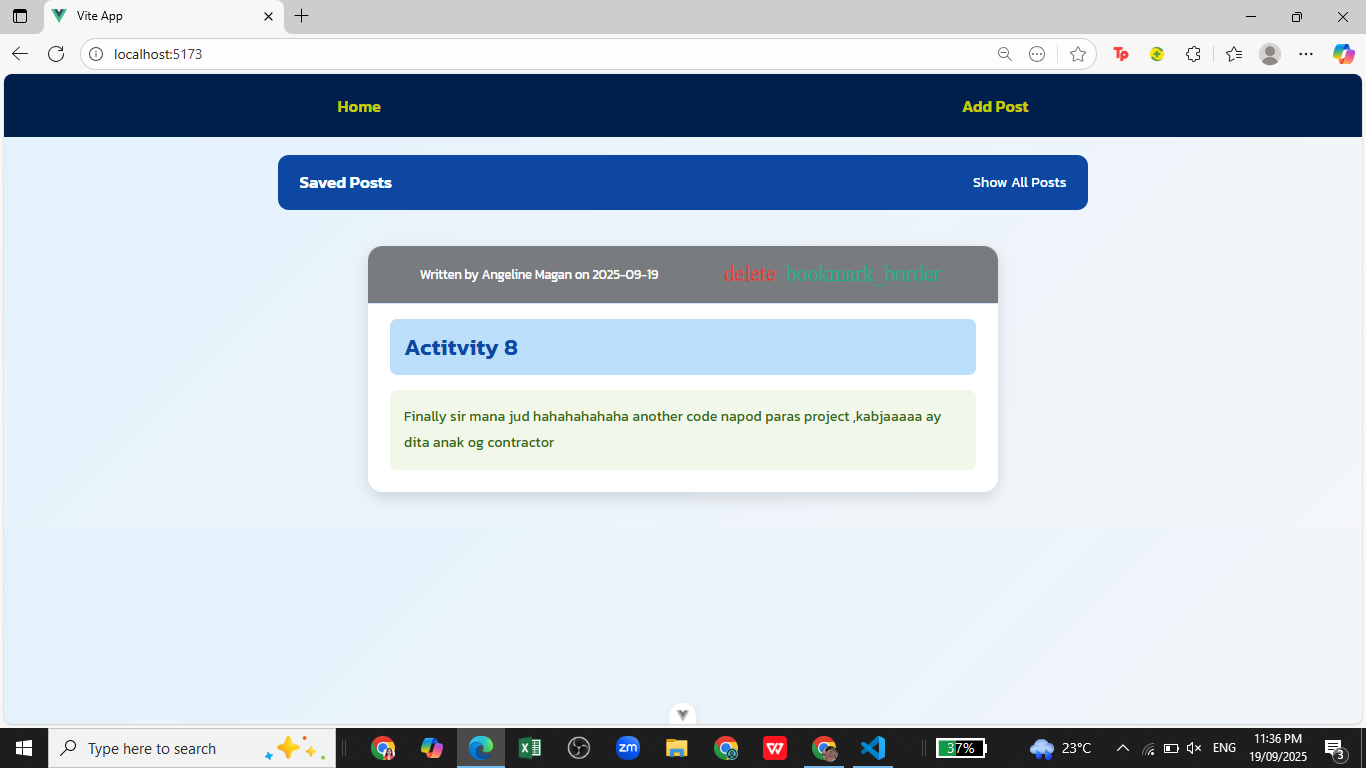 Vite App
localhost:5173
Home
Add Post
Saved Posts
Show All Posts
Written by Angeline Magan on 2025-09-19
delete bookmark_border
Actitvity 8
Finally sir mana jud hahahahahaha another code napod paras project ,kabjaaaaa ay
dita anak og contractor
Type here to search
zm
37%
23°C
ENG
11:36 PM
19/09/2025
3